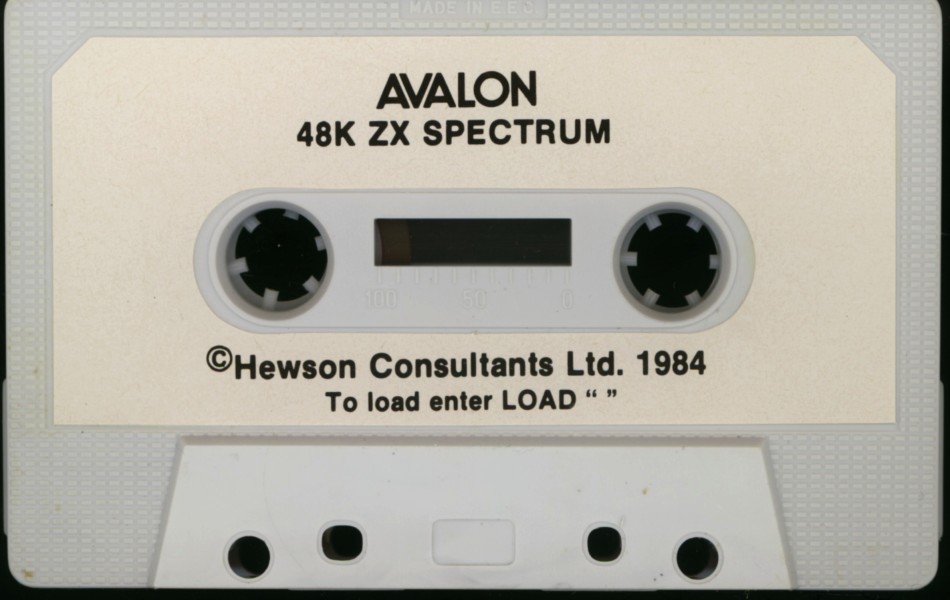 MADE IN E.E.C.
AVALON
48K ZX SPECTRUM
100 50 0
©Hewson Consultants Ltd. 1984
To load enter LOAD “ ”